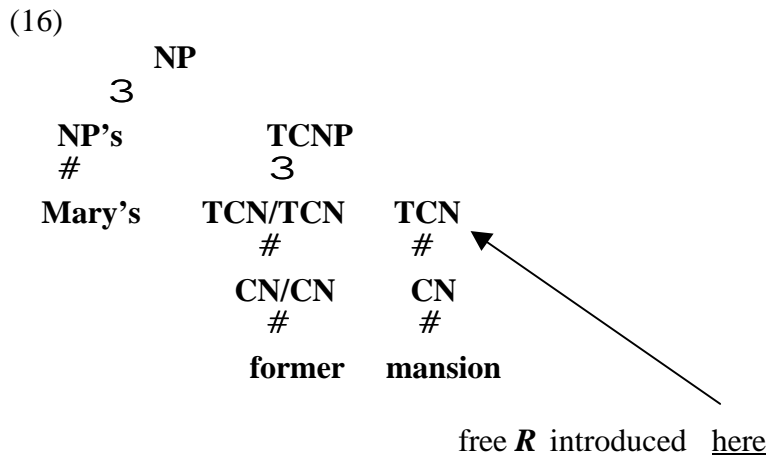 (16)
NP
3
NP's TCNP
# 3
Mary's TCN/TCN TCN
# #
CN/CN CN
# #
former mansion
free R introduced here